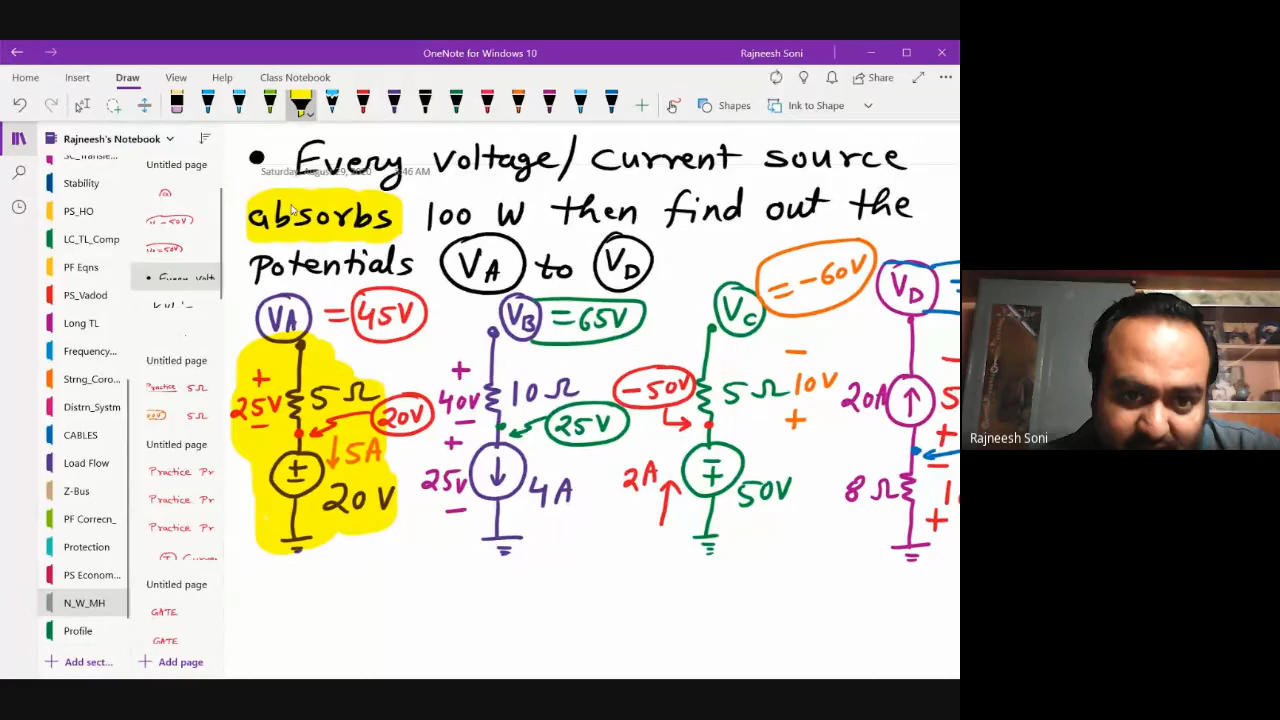 OneNote for Windows 10
Rajneesh Soni
Home Insert Draw View Help Class Notebook
Share
Shapes Ink to Shape
Rajneesh's Notebook
Stability
PS_HO
LC_TL_Comp
PF Eqns
PS_Vadod
Long TL
Frequency...
Strng_Coro...
Distrn_Systm
CABLES
Load Flow
Z-Bus
PF Correcn_
Protection
PS Econom...
N_W_MH
Profile
Add sect...
Untitled page
Untitled page
Practice 5Ω
5Ω
Untitled page
Practice Pr
Practice Pr
Practice Pr
Untitled page
GATE
GATE
Add page
• Every voltage/current source
absorbs 100 W then find out the
potentials VA to VD
VA = 45V
+ 25V −
5Ω
20V
↓5A
± 20V
VB = 65V
+ 40V −
10Ω
25V
+ 25V −
↓ 4A
VC = -60V
5Ω
− 10V +
-50V
2A ↑
∓ 50V
VD
20A ↑
8Ω
Rajneesh Soni